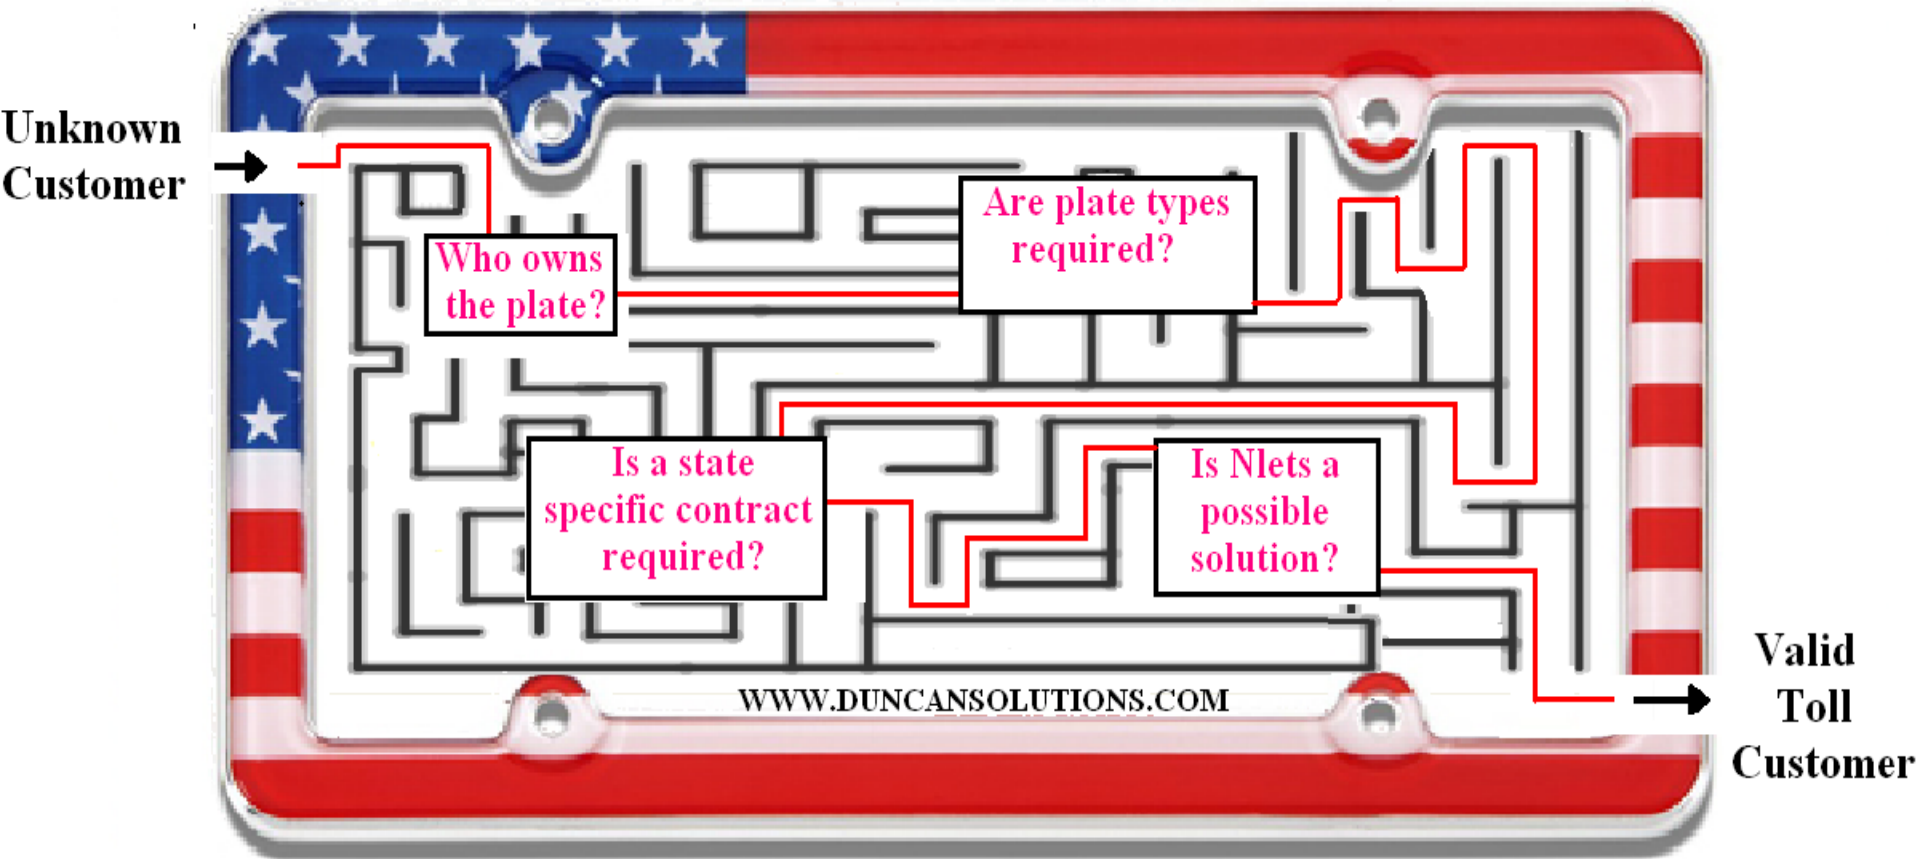 Unknown
Customer
Who owns
the plate?
Are plate types
required?
Is a state
specific contract
required?
Is Nlets a
possible
solution?
WWW.DUNCANSOLUTIONS.COM
Valid
Toll
Customer